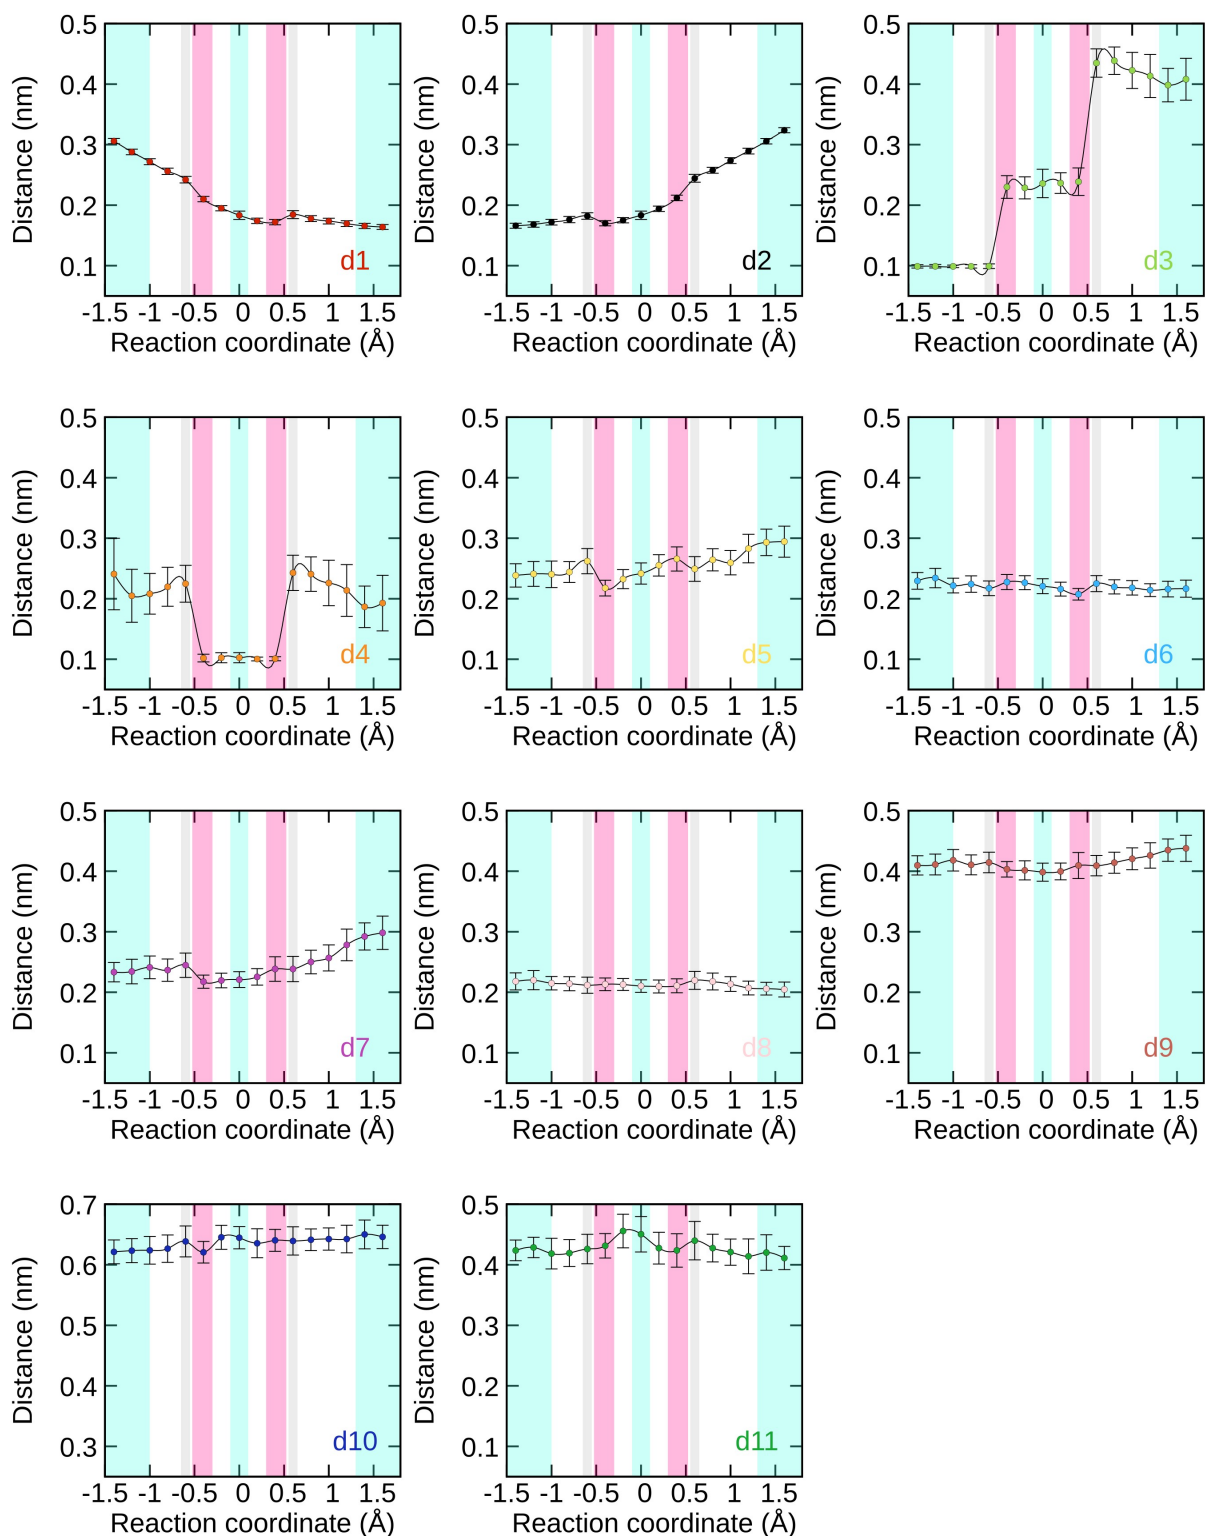 0.5 0.5 0.5
0.4 0.4 0.4
0.3 0.3 0.3
0.2 0.2 0.2
0.1 0.1 0.1
Distance (nm) Distance (nm) Distance (nm)
d1 d2 d3
-1.5 -1 -0.5 0 0.5 1 1.5 -1.5 -1 -0.5 0 0.5 1 1.5 -1.5 -1 -0.5 0 0.5 1 1.5
Reaction coordinate (Å) Reaction coordinate (Å) Reaction coordinate (Å)
0.5 0.5 0.5
0.4 0.4 0.4
0.3 0.3 0.3
0.2 0.2 0.2
0.1 0.1 0.1
Distance (nm) Distance (nm) Distance (nm)
d4 d5 d6
-1.5 -1 -0.5 0 0.5 1 1.5 -1.5 -1 -0.5 0 0.5 1 1.5 -1.5 -1 -0.5 0 0.5 1 1.5
Reaction coordinate (Å) Reaction coordinate (Å) Reaction coordinate (Å)
0.5 0.5 0.5
0.4 0.4 0.4
0.3 0.3 0.3
0.2 0.2 0.2
0.1 0.1 0.1
Distance (nm) Distance (nm) Distance (nm)
d7 d8 d9
-1.5 -1 -0.5 0 0.5 1 1.5 -1.5 -1 -0.5 0 0.5 1 1.5 -1.5 -1 -0.5 0 0.5 1 1.5
Reaction coordinate (Å) Reaction coordinate (Å) Reaction coordinate (Å)
0.7 0.5
0.6 0.4
0.5 0.3
0.4 0.2
0.3 0.1
Distance (nm) Distance (nm)
d10 d11
-1.5 -1 -0.5 0 0.5 1 1.5 -1.5 -1 -0.5 0 0.5 1 1.5
Reaction coordinate (Å) Reaction coordinate (Å)